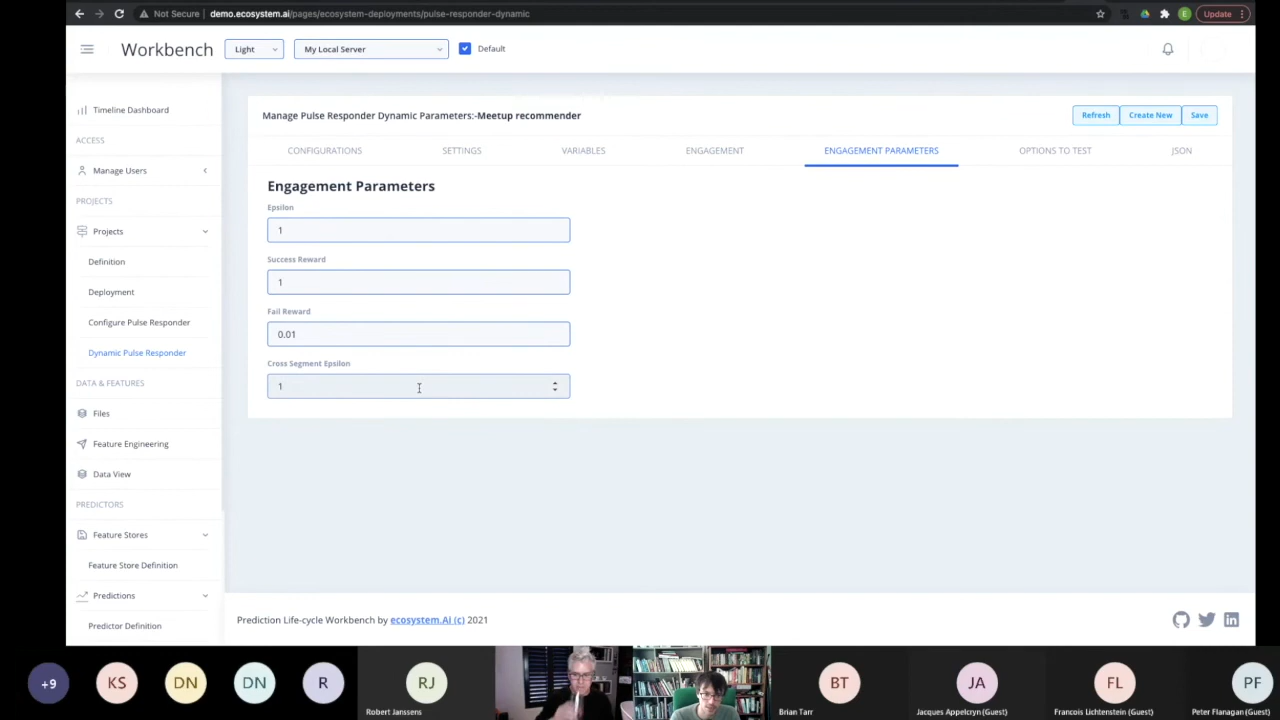 Not Secure | demo.ecosystem.ai/pages/ecosystem-deployments/pulse-responder-dynamic
E
Update
Workbench
Light
My Local Server
Default
Timeline Dashboard
ACCESS
Manage Users
PROJECTS
Projects
Definition
Deployment
Configure Pulse Responder
Dynamic Pulse Responder
DATA & FEATURES
Files
Feature Engineering
Data View
PREDICTORS
Feature Stores
Feature Store Definition
Predictions
Predictor Definition
Manage Pulse Responder Dynamic Parameters:-Meetup recommender
Refresh
Create New
Save
CONFIGURATIONS
SETTINGS
VARIABLES
ENGAGEMENT
ENGAGEMENT PARAMETERS
OPTIONS TO TEST
JSON
Engagement Parameters
Epsilon
1
Success Reward
1
Fail Reward
0.01
Cross Segment Epsilon
1
Prediction Life-cycle Workbench by ecosystem.Ai (c) 2021
+9
KS
DN
DN
R
RJ
Robert Janssens
BT
Brian Tarr
JA
Jacques Appelcryn(Guest)
FL
Francois Lichtenstein (Guest)
PF
Peter Flanagan (Guest)